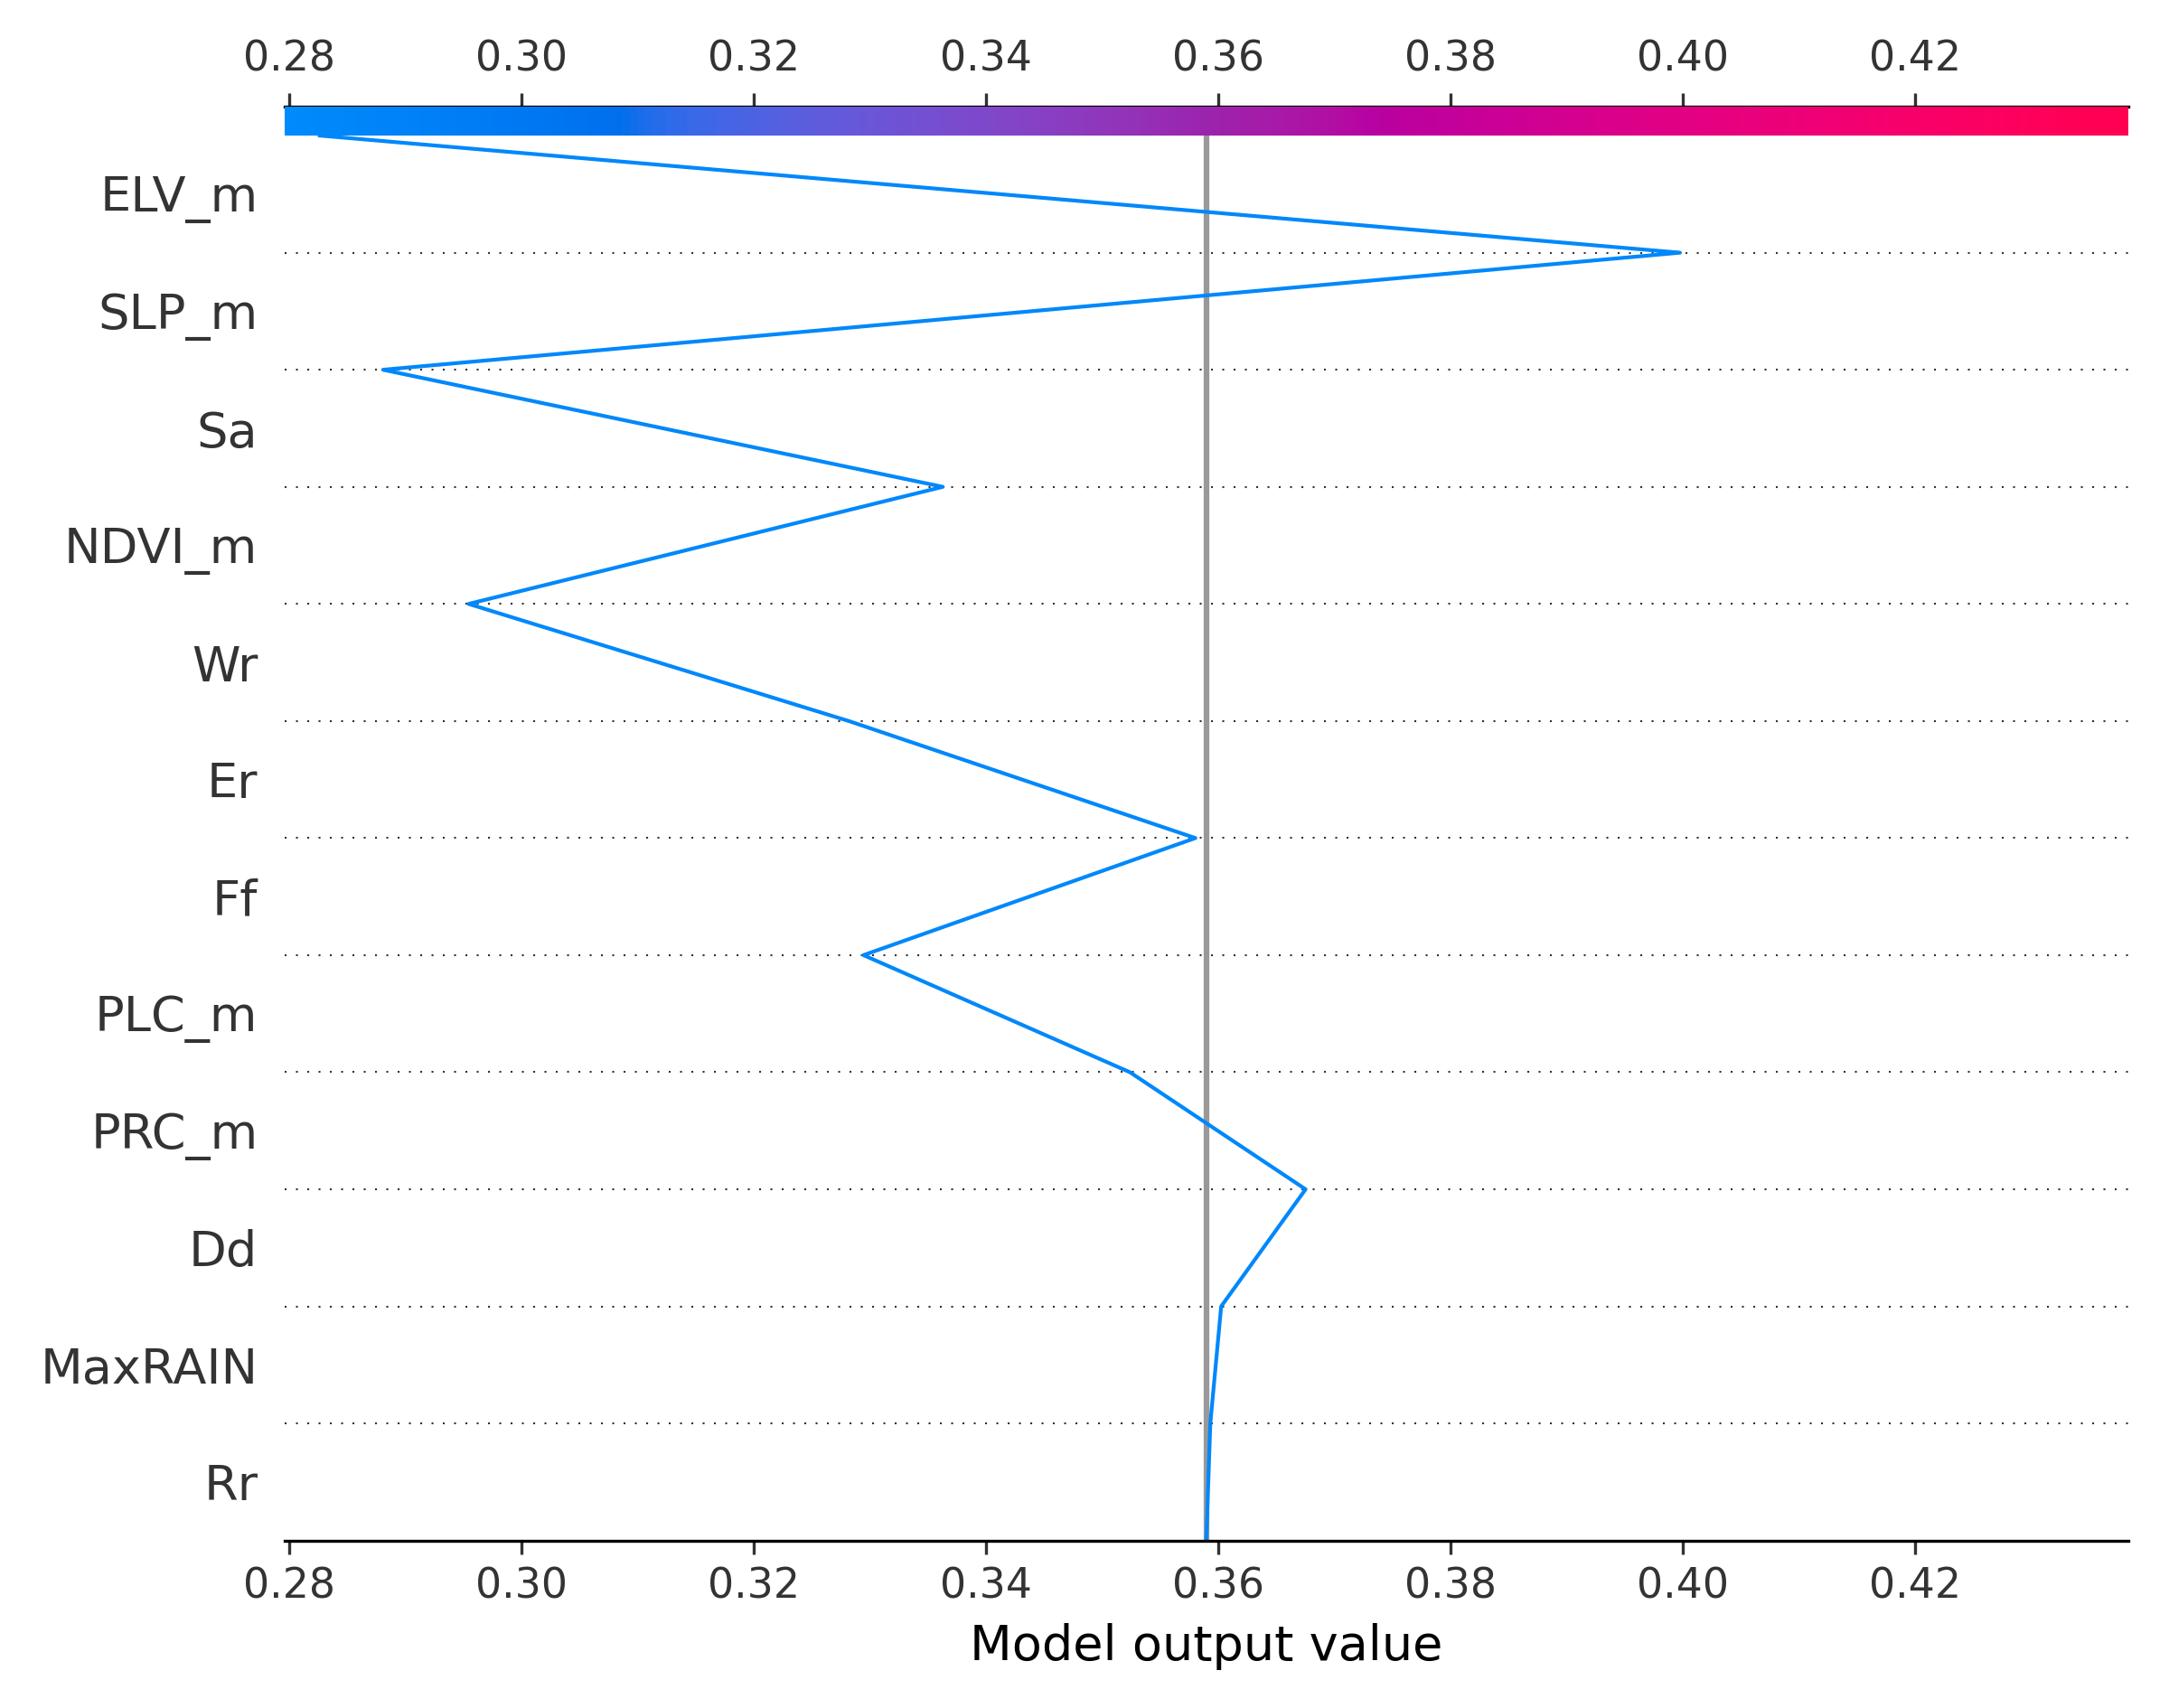 0.28 0.30 0.32 0.34 0.36 0.38 0.40 0.42
ELV_m
SLP_m
Sa
NDVI_m
Wr
Er
Ff
PLC_m
PRC_m
Dd
MaxRAIN
Rr
0.28 0.30 0.32 0.34 0.36 0.38 0.40 0.42
Model output value